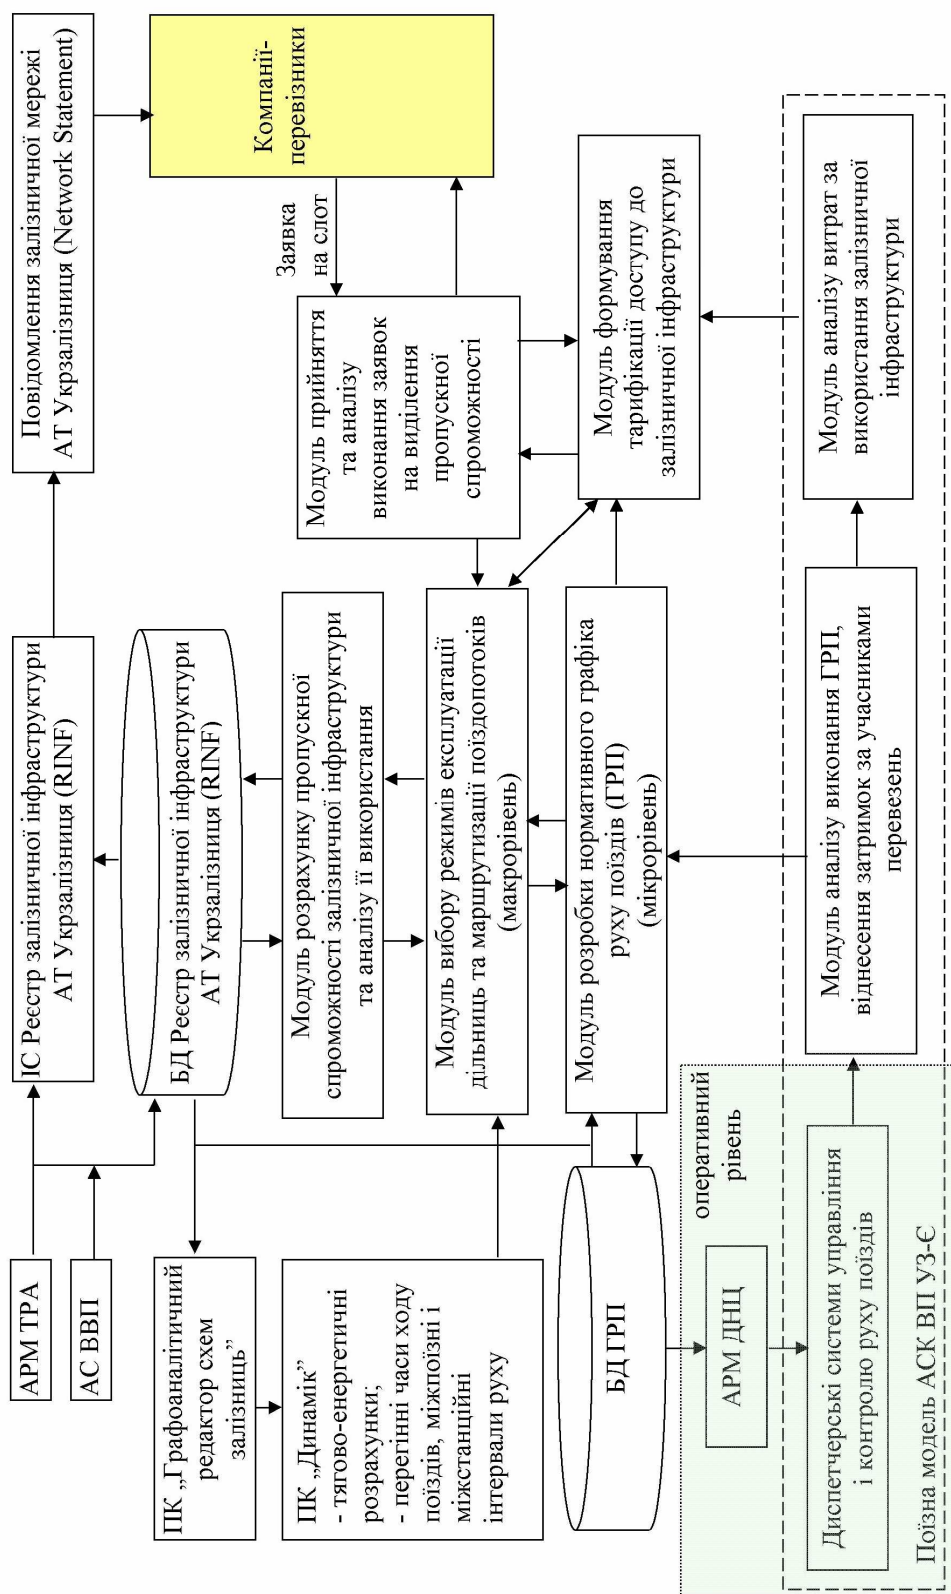 АРМ ТРА
АС ВВП
ІС Реєстр залізничної інфраструктури
АТ Укрзалізниця (RINF)
Повідомлення залізничної мережі
АТ Укрзалізниця (Network Statement)
БД Реєстр залізничної інфраструктури
АТ Укрзалізниця (RINF)
Компанії-
перевізники
Заявка
на слот
ПК „Графоаналітичний
редактор схем
залізниць”
ПК „Динамік”
- тягово-енергетичні
розрахунки;
- перегінні часи ходу
поїздів, міжпоїзні і
міжстанційні
інтервали руху
Модуль розрахунку пропускної
спроможності залізничної інфраструктури
та аналізу її використання
Модуль прийняття
та аналізу
виконання заявок
на виділення
пропускної
спроможності
Модуль вибору режимів експлуатації
дільниць та маршрутизації поїздопотоків
(макрорівень)
БД ГРП
Модуль розробки нормативного графіка
руху поїздів (ГРП)
(мікрорівень)
Модуль формування
тарифікації доступу до
залізничної інфраструктури
оперативний
рівень
АРМ ДНЦ
Диспетчерські системи управління
і контролю руху поїздів
Поїзна модель АСК ВП УЗ-Є
Модуль аналізу виконання ГРП,
віднесення затримок за учасниками
перевезень
Модуль аналізу витрат за
використання залізничної
інфраструктури